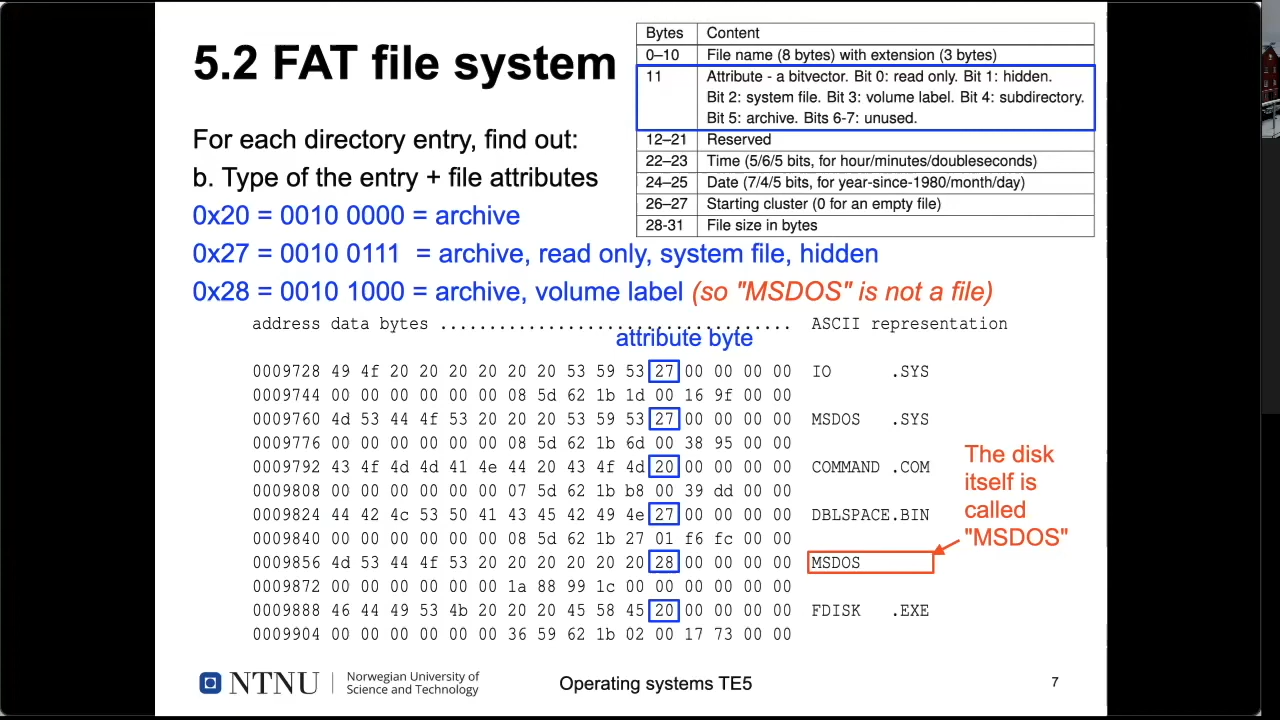 5.2 FAT file system
Bytes Content
0–10 File name (8 bytes) with extension (3 bytes)
11 Attribute - a bitvector. Bit 0: read only. Bit 1: hidden.
Bit 2: system file. Bit 3: volume label. Bit 4: subdirectory.
Bit 5: archive. Bits 6-7: unused.
12–21 Reserved
22–23 Time (5/6/5 bits, for hour/minutes/doubleseconds)
24–25 Date (7/4/5 bits, for year-since-1980/month/day)
26–27 Starting cluster (0 for an empty file)
28-31 File size in bytes
For each directory entry, find out:
b. Type of the entry + file attributes
0x20 = 0010 0000 = archive
0x27 = 0010 0111 = archive, read only, system file, hidden
0x28 = 0010 1000 = archive, volume label (so "MSDOS" is not a file)
address data bytes .................................... ASCII representation
attribute byte
0009728 49 4f 20 20 20 20 20 20 53 59 53 27 00 00 00 00 IO .SYS
0009744 00 00 00 00 00 00 08 5d 62 1b 1d 00 16 9f 00 00
0009760 4d 53 44 4f 53 20 20 20 53 59 53 27 00 00 00 00 MSDOS .SYS
0009776 00 00 00 00 00 00 08 5d 62 1b 6d 00 38 95 00 00
0009792 43 4f 4d 4d 41 4e 44 20 43 4f 4d 20 00 00 00 00 COMMAND .COM
0009808 00 00 00 00 00 00 07 5d 62 1b b8 00 39 dd 00 00
0009824 44 42 4c 53 50 41 43 45 42 49 4e 27 00 00 00 00 DBLSPACE.BIN
0009840 00 00 00 00 00 00 08 5d 62 1b 27 01 f6 fc 00 00
0009856 4d 53 44 4f 53 20 20 20 20 20 20 28 00 00 00 00 MSDOS
0009872 00 00 00 00 00 00 1a 88 99 1c 00 00 00 00 00 00
0009888 46 44 49 53 4b 20 20 20 45 58 45 20 00 00 00 00 FDISK .EXE
0009904 00 00 00 00 00 00 36 59 62 1b 02 00 17 73 00 00
The disk
itself is
called
"MSDOS"
NTNU
Norwegian University of
Science and Technology
Operating systems TE5
7